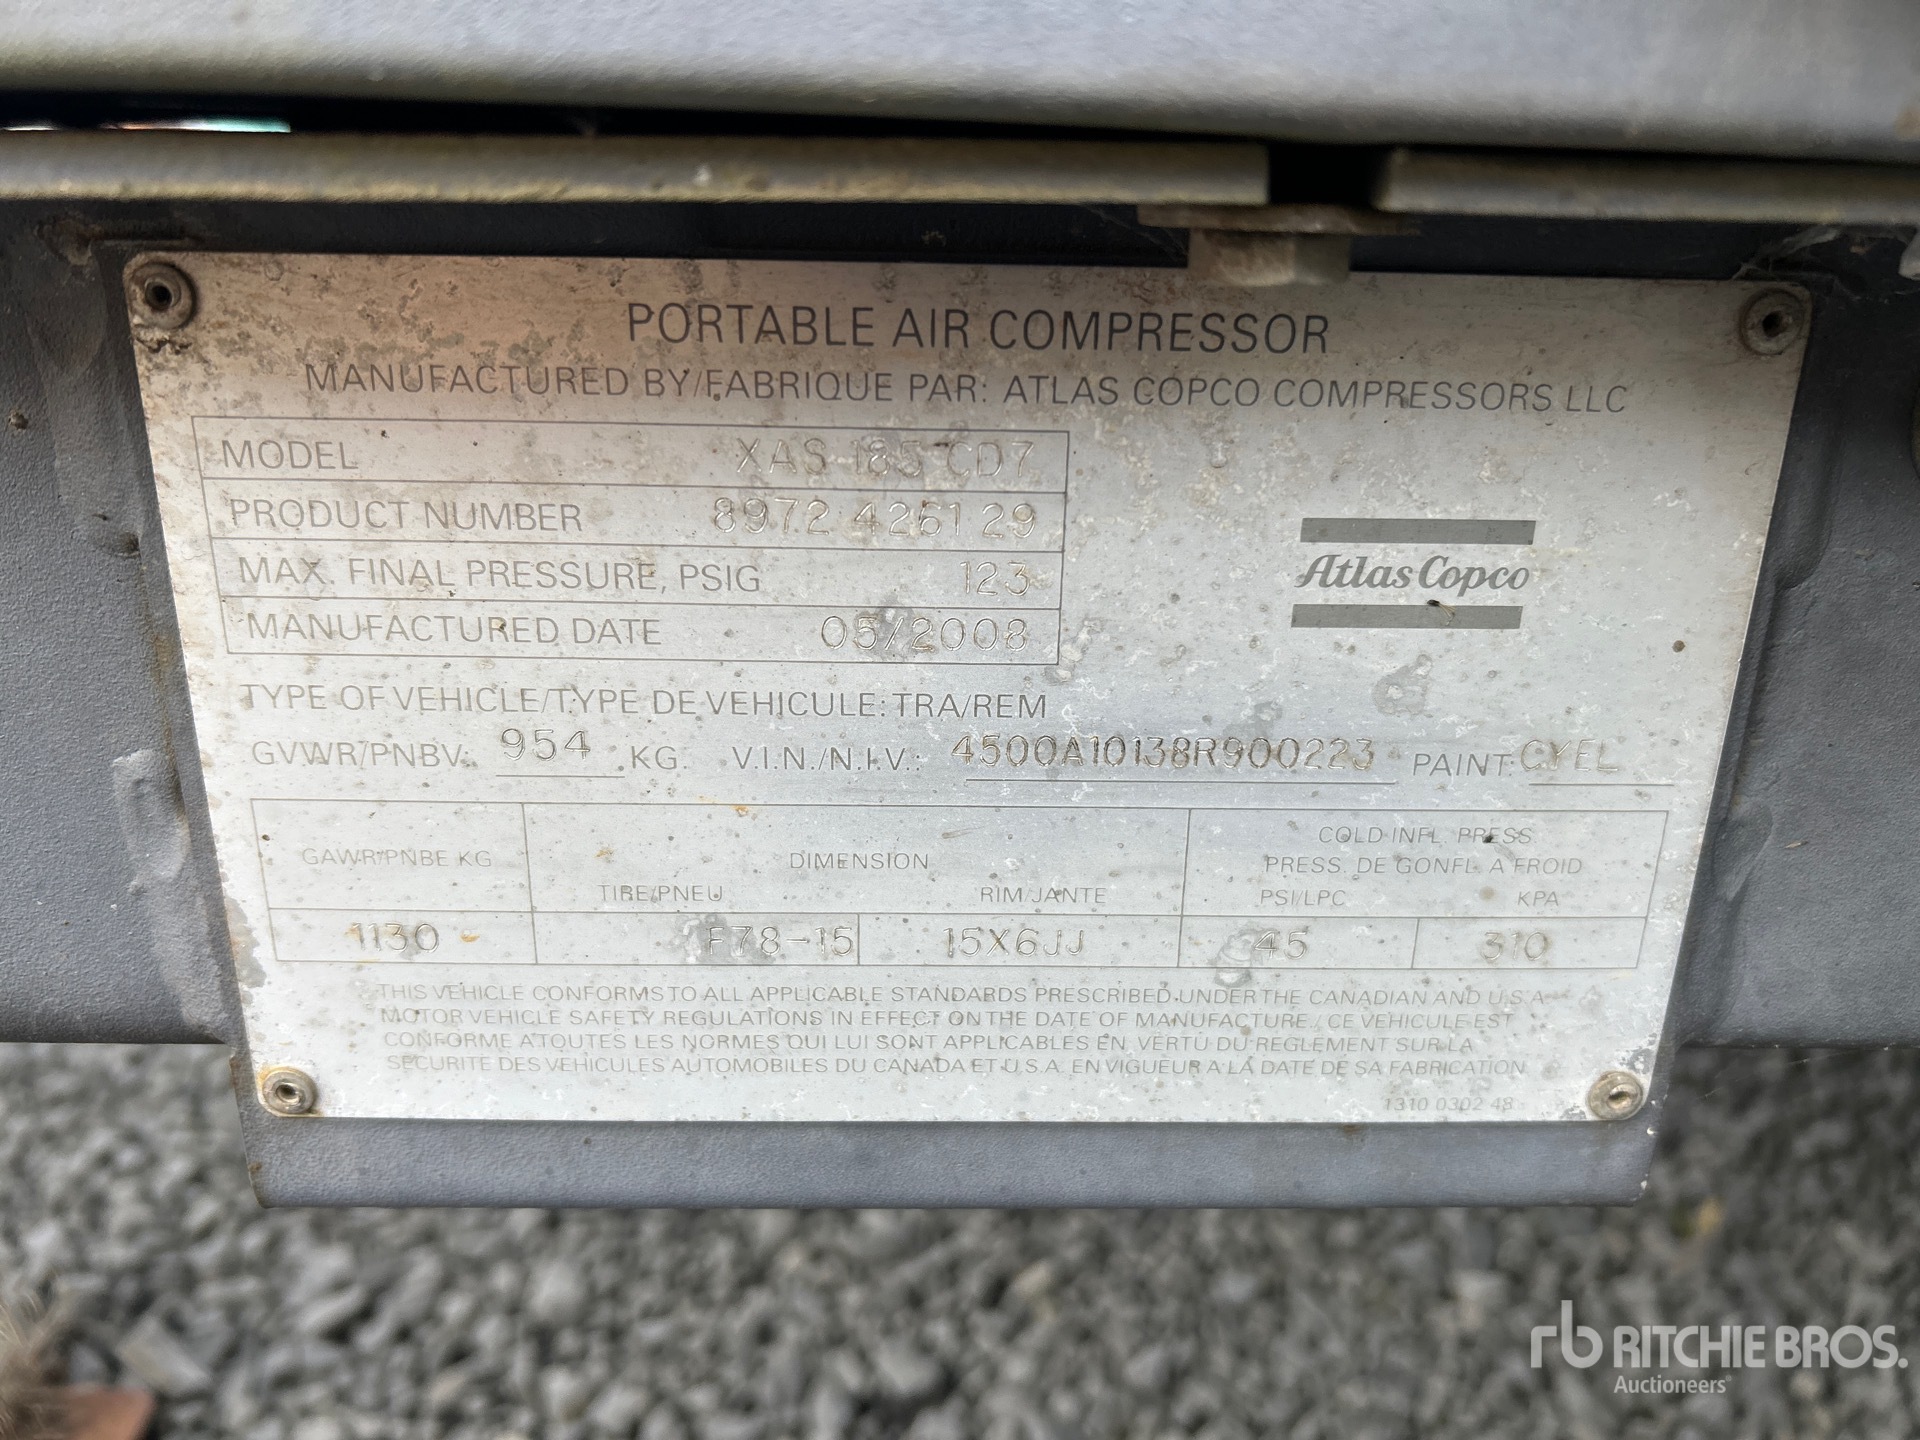 PORTABLE AIR COMPRESSOR
MANUFACTURED BY/FABRIQUE PAR: ATLAS COPCO COMPRESSORS LLC
MODEL XAS 185 CD7
PRODUCT NUMBER 8972 4261 29
MAX. FINAL PRESSURE, PSIG 123
MANUFACTURED DATE 05/2008
Atlas Copco
TYPE OF VEHICLE/TYPE DE VEHICULE: TRA/REM
GVWR/PNBV: 954 KG. V.I.N./N.I.V.: 4500A10138R900223 PAINT: CYEL
GAWR/PNBE KG DIMENSION COLD INFL. PRESS
PRESS. DE GONFL. A FROID
TIRE/PNEU RIM/JANTE PSI/LPC KPA
1130 F78-15 15X6JJ 45 310
THIS VEHICLE CONFORMS TO ALL APPLICABLE STANDARDS PRESCRIBED UNDER THE CANADIAN AND U.S.A
MOTOR VEHICLE SAFETY REGULATIONS IN EFFECT ON THE DATE OF MANUFACTURE./ CE VEHICULE EST
CONFORME A TOUTES LES NORMES QUI LUI SONT APPLICABLES EN VERTU DU REGLEMENT SUR LA
SECURITE DES VEHICULES AUTOMOBILES DU CANADA ET U.S.A. EN VIGUEUR A LA DATE DE SA FABRICATION
1310 0302 48
rb RITCHIE BROS.
Auctioneers